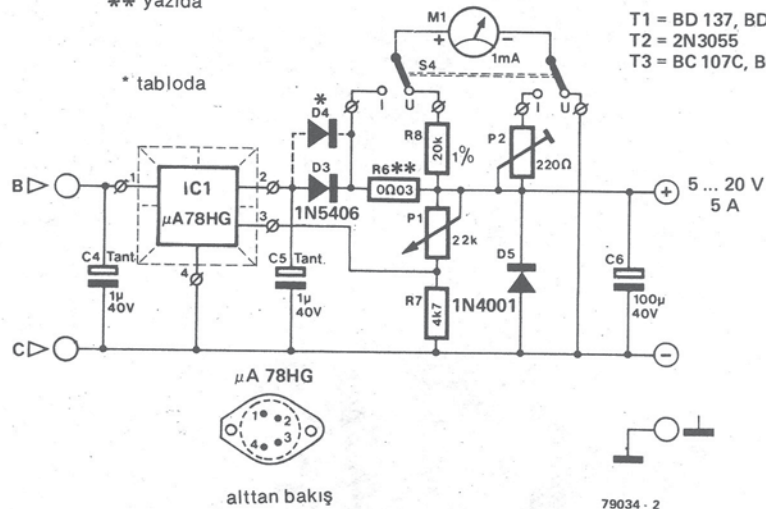 ** yazıda
M1
+
−
1mA
T1 = BD 137, BD
T2 = 2N3055
T3 = BC 107C, B
* tabloda
S4
I
U
I
U
*
D4
R8
20k
1%
P2
220Ω
B
1
IC1
µA78HG
2
3
4
D3
1N5406
R6**
0Ω03
+
5 ... 20 V
5 A
P1
22k
C4
Tant.
1µ
40V
C5
Tant.
1µ
40V
D5
1N4001
C6
100µ
40V
R7
4k7
C
−
µA 78HG
1
2
3
4
alttan bakış
79034 - 2